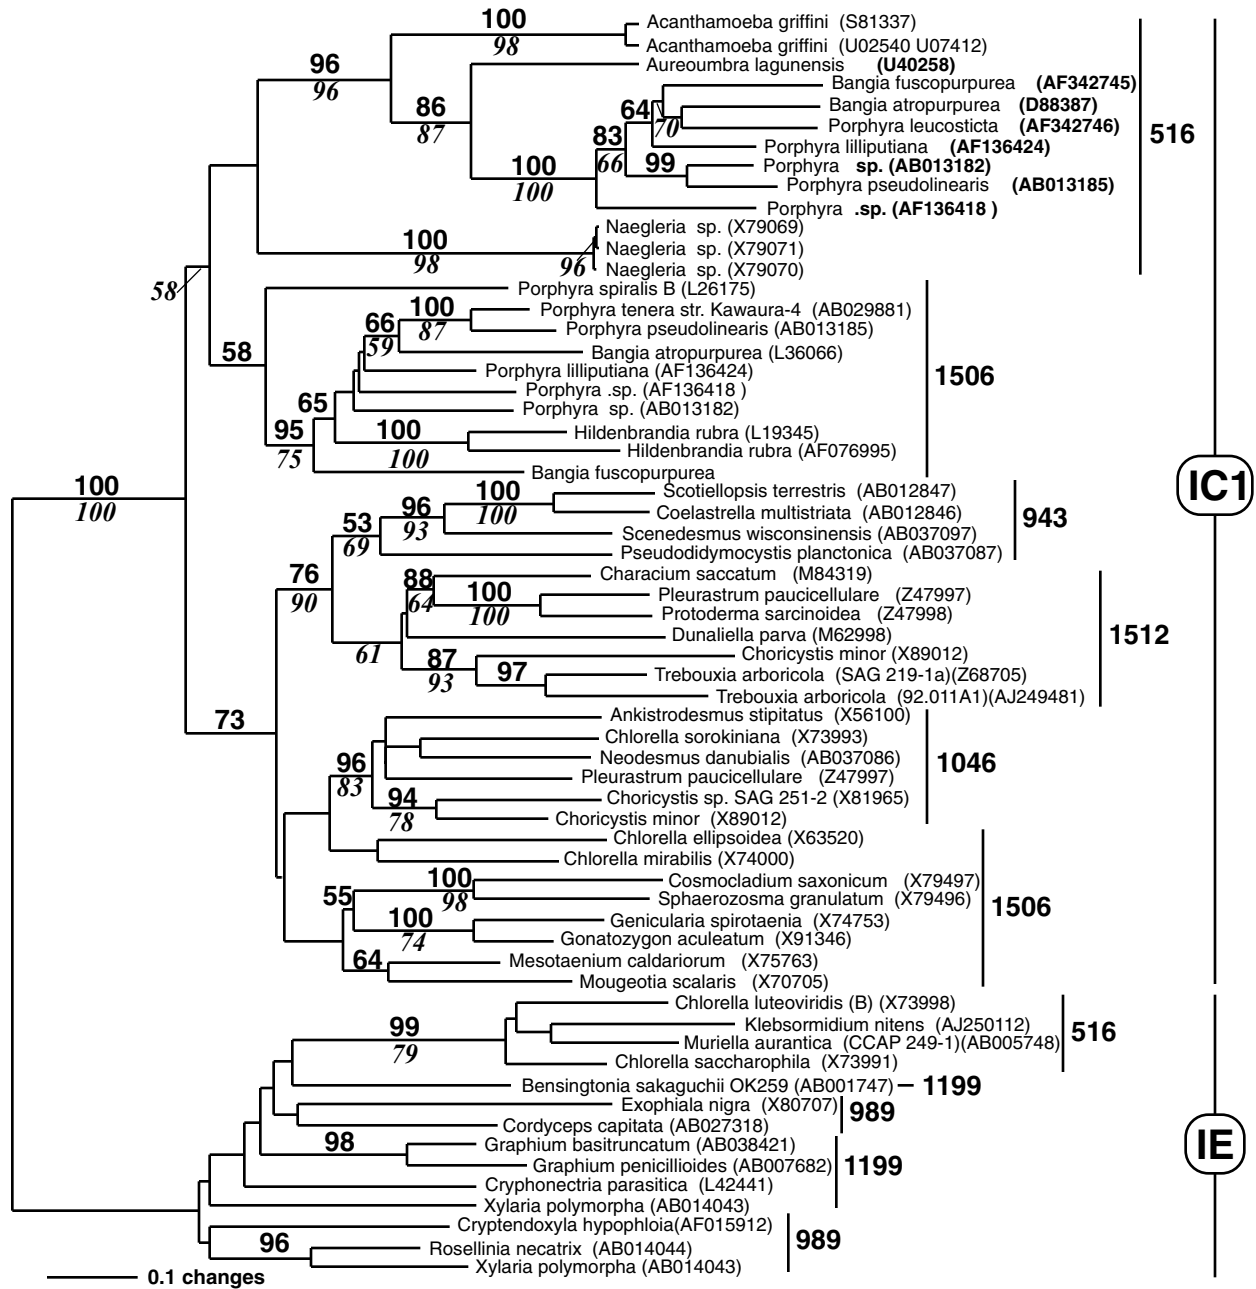 100
98
Acanthamoeba griffini (S81337)
Acanthamoeba griffini (U02540 U07412)
96
96
Aureoumbra lagunensis (U40258)
86
87
Bangia fuscopurpurea (AF342745)
64
Bangia atropurpurea (D88387)
70
Porphyra leucosticta (AF342746)
516
83
66
Porphyra lilliputiana (AF136424)
99
Porphyra sp. (AB013182)
100
100
Porphyra pseudolinearis (AB013185)
Porphyra .sp. (AF136418 )
Naegleria sp. (X79069)
100
98
Naegleria sp. (X79071)
96
Naegleria sp. (X79070)
58
Porphyra spiralis B (L26175)
100
87
Porphyra tenera str. Kawaura-4 (AB029881)
66
59
Porphyra pseudolinearis (AB013185)
58
Bangia atropurpurea (L36066)
Porphyra lilliputiana (AF136424)
1506
Porphyra .sp. (AF136418 )
65
Porphyra sp. (AB013182)
95
75
100
100
Hildenbrandia rubra (L19345)
Hildenbrandia rubra (AF076995)
Bangia fuscopurpurea
100
100
IC1
100
100
Scotiellopsis terrestris (AB012847)
96
93
Coelastrella multistriata (AB012846)
943
53
69
Scenedesmus wisconsinensis (AB037097)
Pseudodidymocystis planctonica (AB037087)
76
90
88
64
Characium saccatum (M84319)
100
100
Pleurastrum paucicellulare (Z47997)
Protoderma sarcinoidea (Z47998)
1512
61
Dunaliella parva (M62998)
87
93
Choricystis minor (X89012)
97
Trebouxia arboricola (SAG 219-1a)(Z68705)
Trebouxia arboricola (92.011A1)(AJ249481)
73
Ankistrodesmus stipitatus (X56100)
Chlorella sorokiniana (X73993)
96
83
Neodesmus danubialis (AB037086)
1046
Pleurastrum paucicellulare (Z47997)
94
78
Choricystis sp. SAG 251-2 (X81965)
Choricystis minor (X89012)
Chlorella ellipsoidea (X63520)
Chlorella mirabilis (X74000)
100
98
Cosmocladium saxonicum (X79497)
55
Sphaerozosma granulatum (X79496)
1506
100
74
Genicularia spirotaenia (X74753)
Gonatozygon aculeatum (X91346)
64
Mesotaenium caldariorum (X75763)
Mougeotia scalaris (X70705)
Chlorella luteoviridis (B) (X73998)
99
79
Klebsormidium nitens (AJ250112)
516
Muriella aurantica (CCAP 249-1)(AB005748)
Chlorella saccharophila (X73991)
Bensingtonia sakaguchii OK259 (AB001747)
1199
Exophiala nigra (X80707)
989
Cordyceps capitata (AB027318)
98
Graphium basitruncatum (AB038421)
IE
Graphium penicillioides (AB007682)
1199
Cryphonectria parasitica (L42441)
Xylaria polymorpha (AB014043)
Cryptendoxyla hypophloia(AF015912)
989
96
Rosellinia necatrix (AB014044)
Xylaria polymorpha (AB014043)
0.1 changes